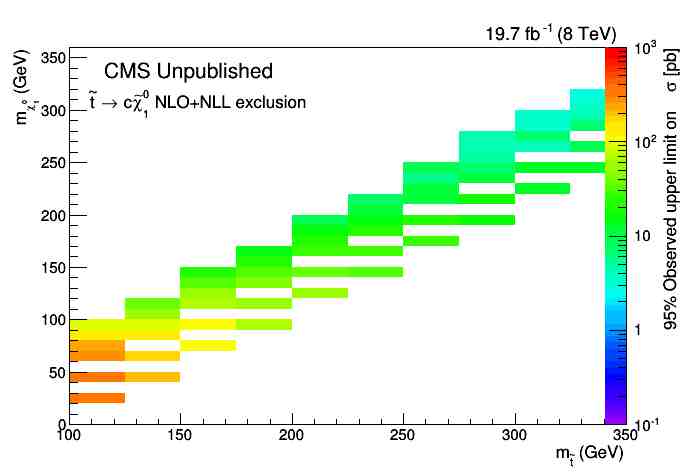 19.7 fb⁻¹ (8 TeV)
CMS Unpublished
t̃ → cχ̃₁⁰ NLO+NLL exclusion
m_χ̃₁⁰ (GeV)
350
300
250
200
150
100
50
0
100 150 200 250 300 350
m_t̃ (GeV)
10³
10²
10
1
10⁻¹
95% Observed upper limit on σ [pb]